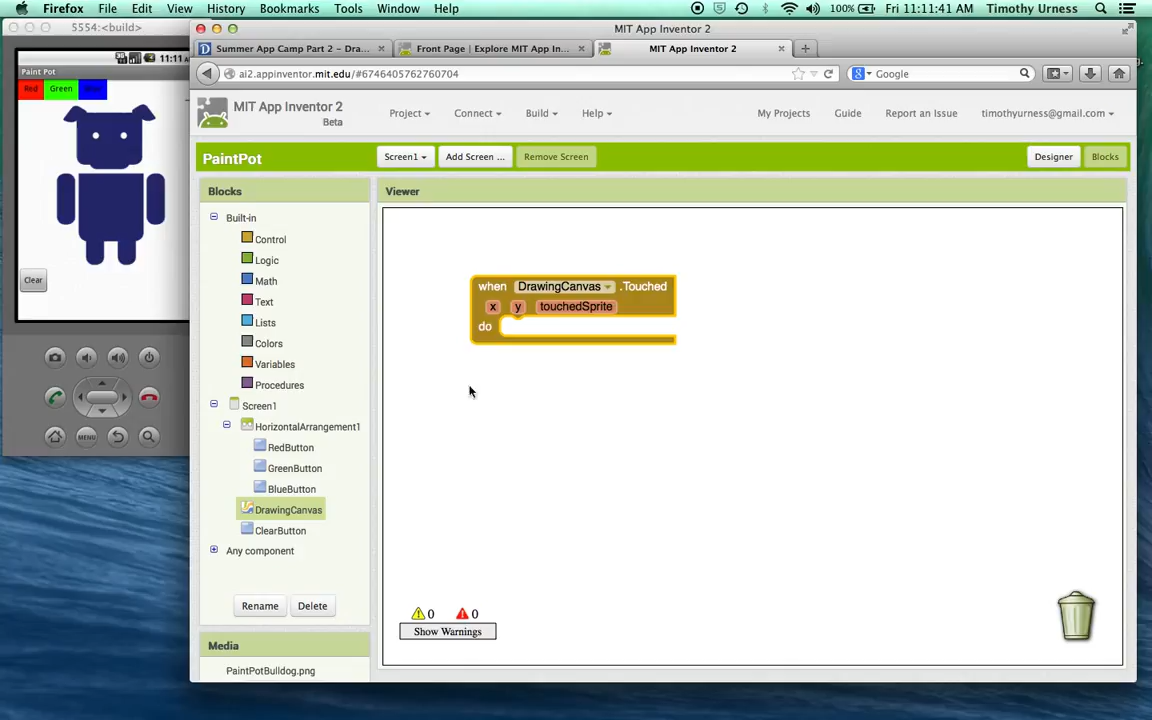 Firefox File Edit View History Bookmarks Tools Window Help 100% Fri 11:11:41 AM Timothy Urness
5554:<build>
MIT App Inventor 2
Summer App Camp Part 2 – Dra...
Front Page | Explore MIT App In...
MIT App Inventor 2
ai2.appinventor.mit.edu/#6746405762760704
Google
11:11
Paint Pot
Red Green
Clear
MENU
MIT App Inventor 2
Beta
Project Connect Build Help
My Projects Guide Report an Issue timothyurness@gmail.com
PaintPot
Screen1 Add Screen ... Remove Screen
Designer Blocks
Blocks
Viewer
Built-in
Control
Logic
Math
Text
Lists
Colors
Variables
Procedures
Screen1
HorizontalArrangement1
RedButton
GreenButton
BlueButton
DrawingCanvas
ClearButton
Any component
Rename Delete
Media
PaintPotBulldog.png
when DrawingCanvas .Touched
x y touchedSprite
do
0 0
Show Warnings